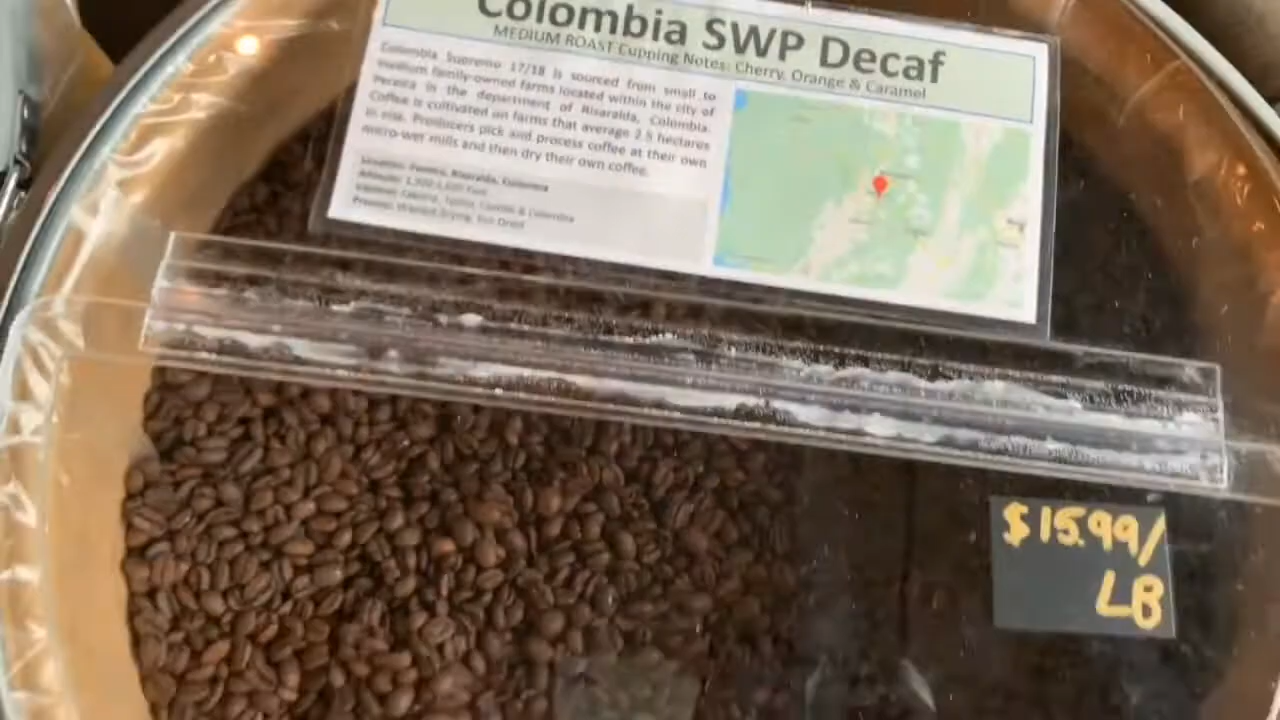 Colombia SWP Decaf
MEDIUM ROAST Cupping Notes: Cherry, Orange & Caramel
Colombia Supremo 17/18 is sourced from small to
medium family-owned farms located within the city of
Pereira in the department of Risaralda, Colombia.
Coffee is cultivated on farms that average 2.5 hectares
in size. Producers pick and process coffee at their own
micro-wet mills and then dry their own coffee.
Pereira, Risaralda, Colombia
$15.99/
LB